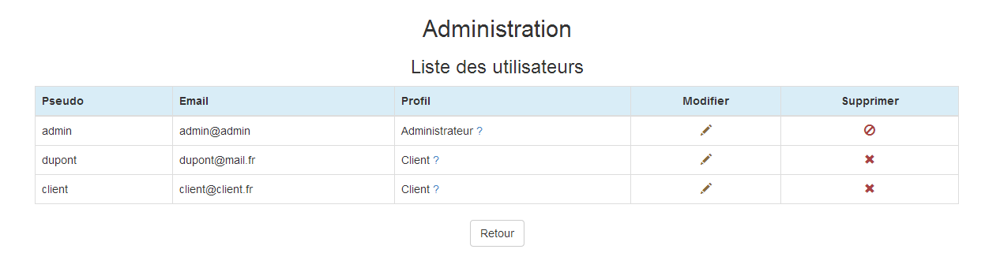 Administration
Liste des utilisateurs
Pseudo Email Profil Modifier Supprimer
admin admin@admin Administrateur ?
dupont dupont@mail.fr Client ?
client client@client.fr Client ?
Retour